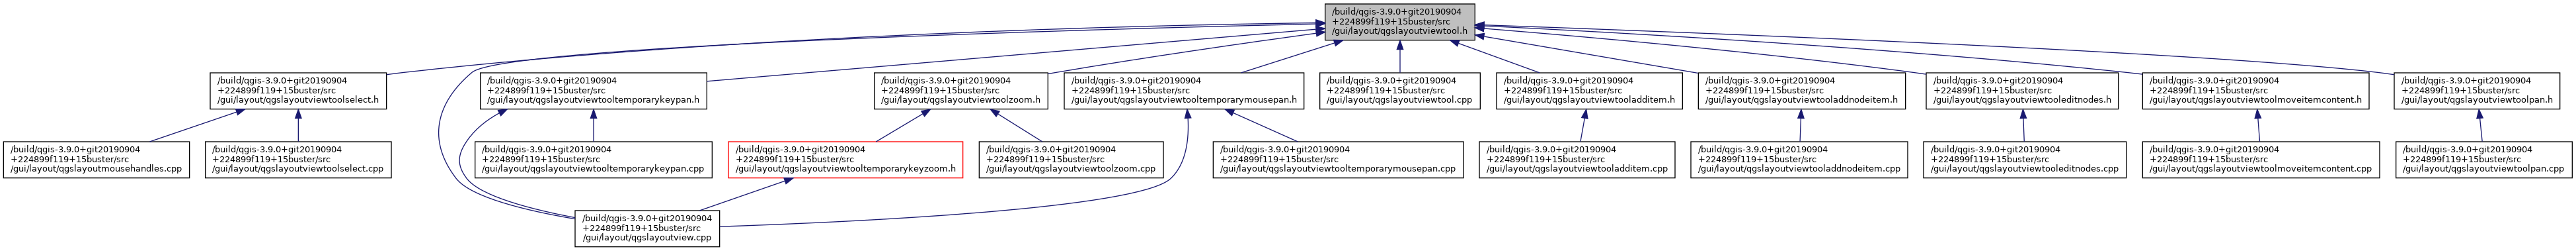 /build/qgis-3.9.0+git20190904
+224899f119+15buster/src
/gui/layout/qgslayoutviewtool.h
/build/qgis-3.9.0+git20190904
+224899f119+15buster/src
/gui/layout/qgslayoutviewtoolselect.h
/build/qgis-3.9.0+git20190904
+224899f119+15buster/src
/gui/layout/qgslayoutviewtooltemporarykeypan.h
/build/qgis-3.9.0+git20190904
+224899f119+15buster/src
/gui/layout/qgslayoutviewtoolzoom.h
/build/qgis-3.9.0+git20190904
+224899f119+15buster/src
/gui/layout/qgslayoutviewtooltemporarymousepan.h
/build/qgis-3.9.0+git20190904
+224899f119+15buster/src
/gui/layout/qgslayoutviewtool.cpp
/build/qgis-3.9.0+git20190904
+224899f119+15buster/src
/gui/layout/qgslayoutviewtooladditem.h
/build/qgis-3.9.0+git20190904
+224899f119+15buster/src
/gui/layout/qgslayoutviewtooladdnodeitem.h
/build/qgis-3.9.0+git20190904
+224899f119+15buster/src
/gui/layout/qgslayoutviewtooleditnodes.h
/build/qgis-3.9.0+git20190904
+224899f119+15buster/src
/gui/layout/qgslayoutviewtoolmoveitemcontent.h
/build/qgis-3.9.0+git20190904
+224899f119+15buster/src
/gui/layout/qgslayoutviewtoolpan.h
/build/qgis-3.9.0+git20190904
+224899f119+15buster/src
/gui/layout/qgslayoutmousehandles.cpp
/build/qgis-3.9.0+git20190904
+224899f119+15buster/src
/gui/layout/qgslayoutviewtoolselect.cpp
/build/qgis-3.9.0+git20190904
+224899f119+15buster/src
/gui/layout/qgslayoutviewtooltemporarykeypan.cpp
/build/qgis-3.9.0+git20190904
+224899f119+15buster/src
/gui/layout/qgslayoutviewtooltemporarykeyzoom.h
/build/qgis-3.9.0+git20190904
+224899f119+15buster/src
/gui/layout/qgslayoutviewtoolzoom.cpp
/build/qgis-3.9.0+git20190904
+224899f119+15buster/src
/gui/layout/qgslayoutviewtooltemporarymousepan.cpp
/build/qgis-3.9.0+git20190904
+224899f119+15buster/src
/gui/layout/qgslayoutviewtooladditem.cpp
/build/qgis-3.9.0+git20190904
+224899f119+15buster/src
/gui/layout/qgslayoutviewtooladdnodeitem.cpp
/build/qgis-3.9.0+git20190904
+224899f119+15buster/src
/gui/layout/qgslayoutviewtooleditnodes.cpp
/build/qgis-3.9.0+git20190904
+224899f119+15buster/src
/gui/layout/qgslayoutviewtoolmoveitemcontent.cpp
/build/qgis-3.9.0+git20190904
+224899f119+15buster/src
/gui/layout/qgslayoutviewtoolpan.cpp
/build/qgis-3.9.0+git20190904
+224899f119+15buster/src
/gui/layout/qgslayoutview.cpp